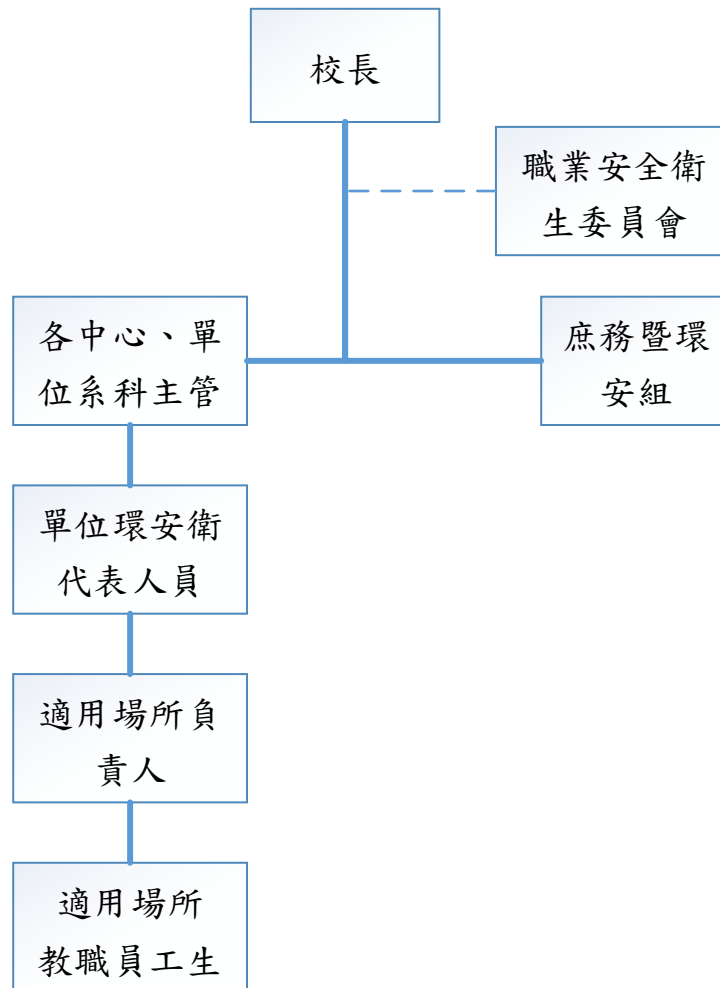 校長
職業安全衛
生委員會
各中心、單
位系科主管
庶務暨環
安組
單位環安衛
代表人員
適用場所負
責人
適用場所
教職員工生